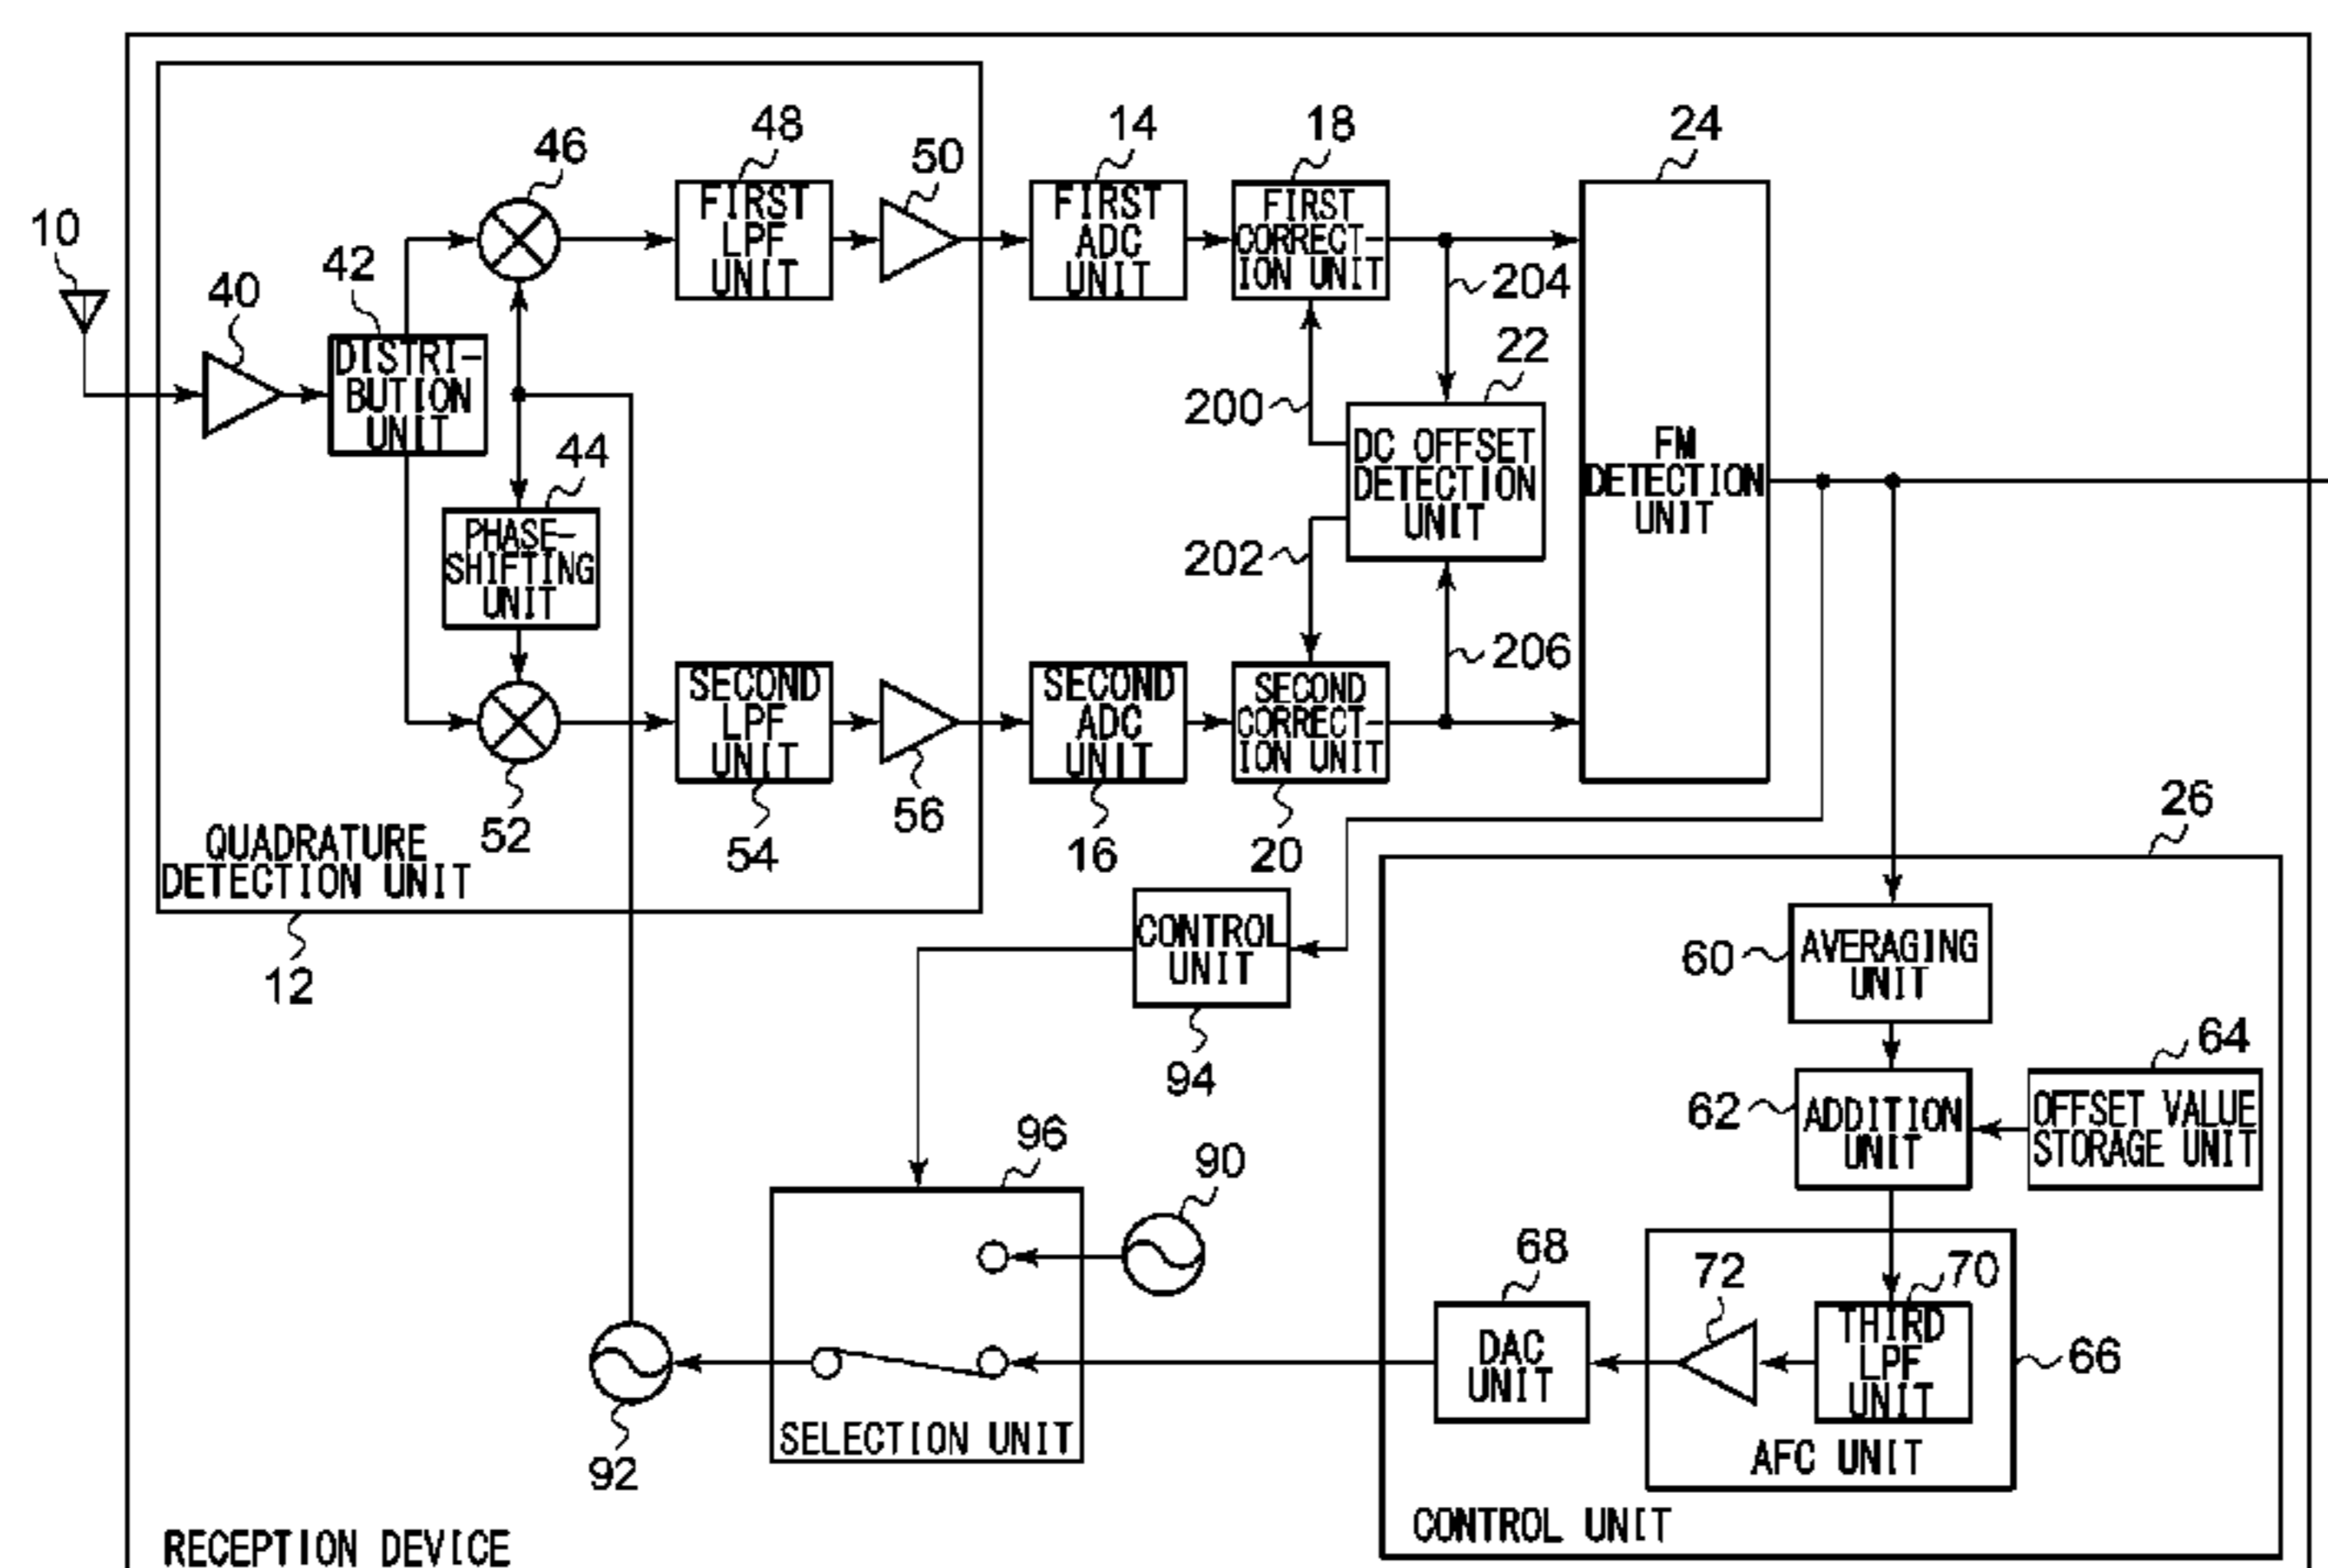 10
40
42
DISTRI-
BUTION
UNIT
46
48
FIRST
LPF
UNIT
50
14
FIRST
ADC
UNIT
18
FIRST
CORRECT-
ION UNIT
24
FM
DETECTION
UNIT
204
22
DC OFFSET
DETECTION
UNIT
200
202
206
44
PHASE-
SHIFTING
UNIT
52
SECOND
LPF
UNIT
54
56
SECOND
ADC
UNIT
16
SECOND
CORRECT-
ION UNIT
20
QUADRATURE
DETECTION UNIT
12
CONTROL
UNIT
94
26
60
AVERAGING
UNIT
62
ADDITION
UNIT
64
OFFSET VALUE
STORAGE UNIT
96
90
SELECTION UNIT
92
68
DAC
UNIT
72
70
THIRD
LPF
UNIT
66
AFC UNIT
CONTROL UNIT
RECEPTION DEVICE